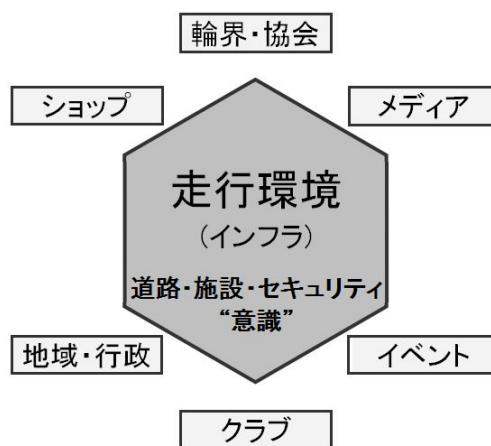 輪界・協会
ショップ
メディア
走行環境
(インフラ)
道路・施設・セキュリティ
“意識”
地域・行政
イベント
クラブ